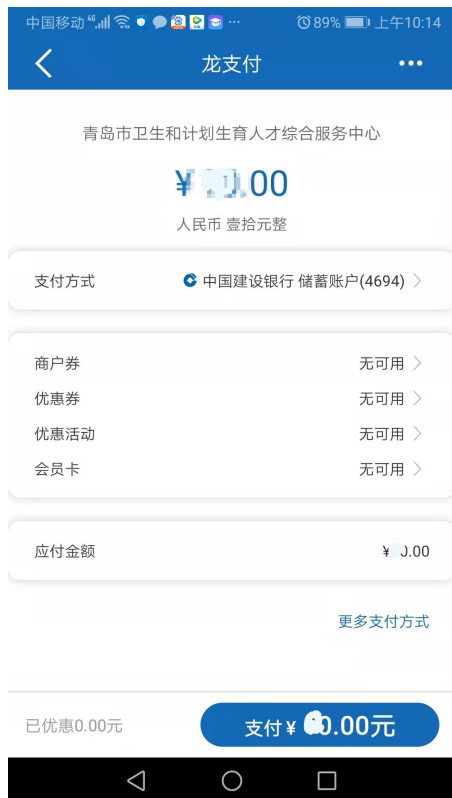 中国移动 4G 89% 上午10:14
龙支付
青岛市卫生和计划生育人才综合服务中心
¥ .00
人民币 壹拾元整
支付方式 中国建设银行 储蓄账户(4694)
商户券 无可用
优惠券 无可用
优惠活动 无可用
会员卡 无可用
应付金额 ¥ 0.00
更多支付方式
已优惠0.00元 支付¥ 0.00元